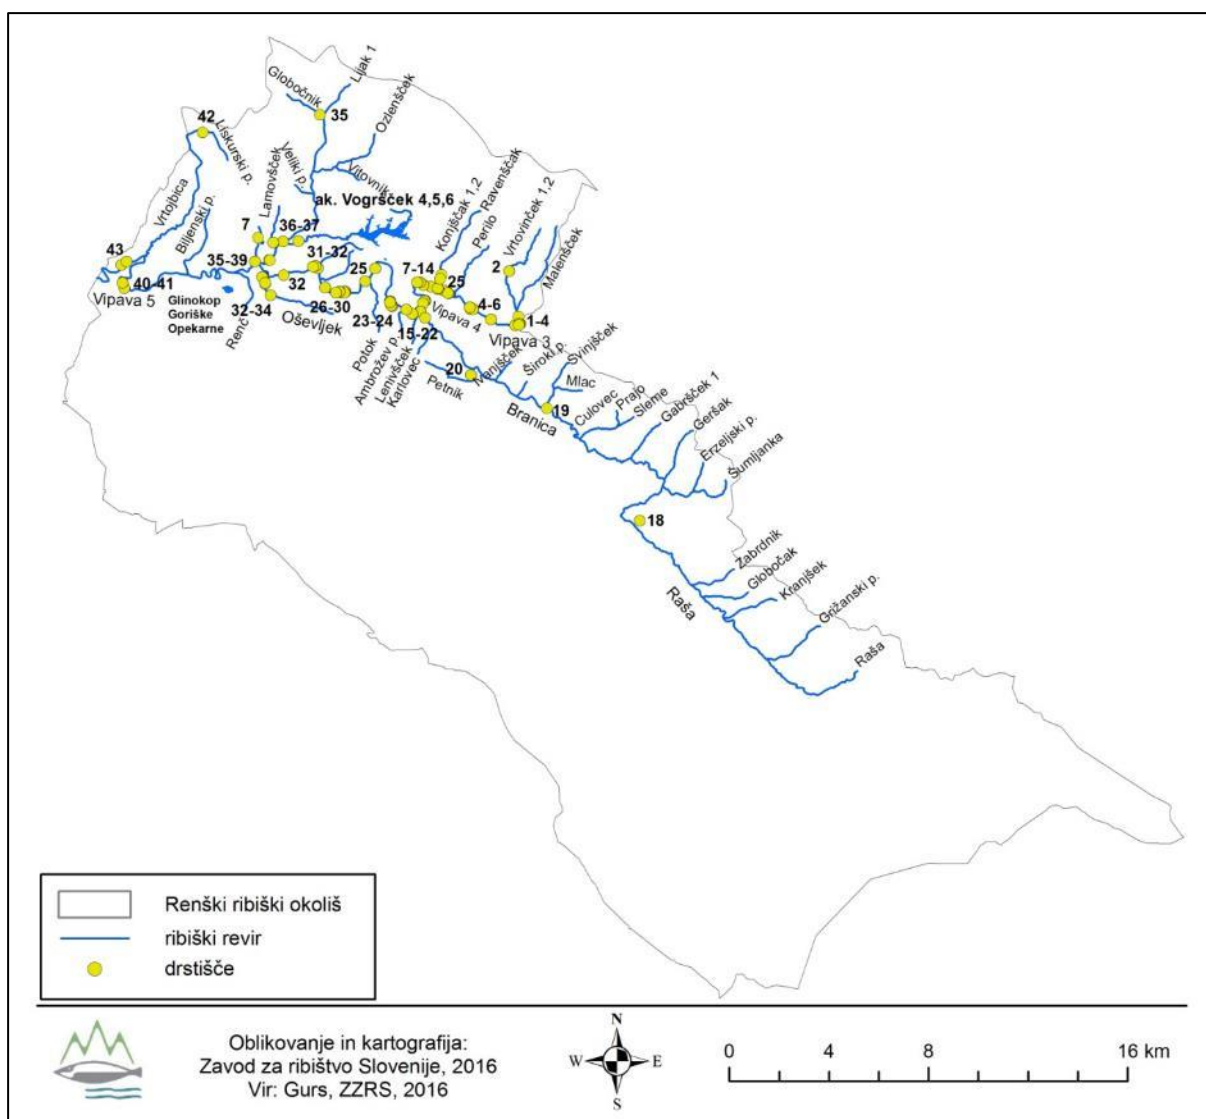 Globočnik
Lijak 1
35
Ozlenšček
42
Liskurski p.
Veliki p.
Lamovšček
Vitovnik
ak. Vogršček 4,5,6
Konjščak 1,2
Ravenščak
Perilo
Vrtovinček 1,2
Malenšček
Vrtojbica
Biljenski p.
7
36-37
43
35-39
31-32
25
7-14
25
2
40-41
Vipava 5
Glinokop
Goriške
Opekarne
32
4-6
32-34
Renč
Oševljek
26-30
23-24
Vipava 4
1-4
Vipava 3
15-22
Potok
Ambrožev p.
Lenivšček
Karlovec
Petnik
20
Manjšček
Široki p.
Svinjšček
Mlac
19
Branica
Čulovec
Prajo
Sleme
Gabršček 1
Geršak
Erzeljski p.
Šumljanka
18
Zabrdnik
Globočak
Kranjšek
Raša
Grižanski p.
Raša
Renški ribiški okoliš
ribiški revir
drstišče
Oblikovanje in kartografija:
Zavod za ribištvo Slovenije, 2016
Vir: Gurs, ZZRS, 2016
N
W E
S
0 4 8 16 km